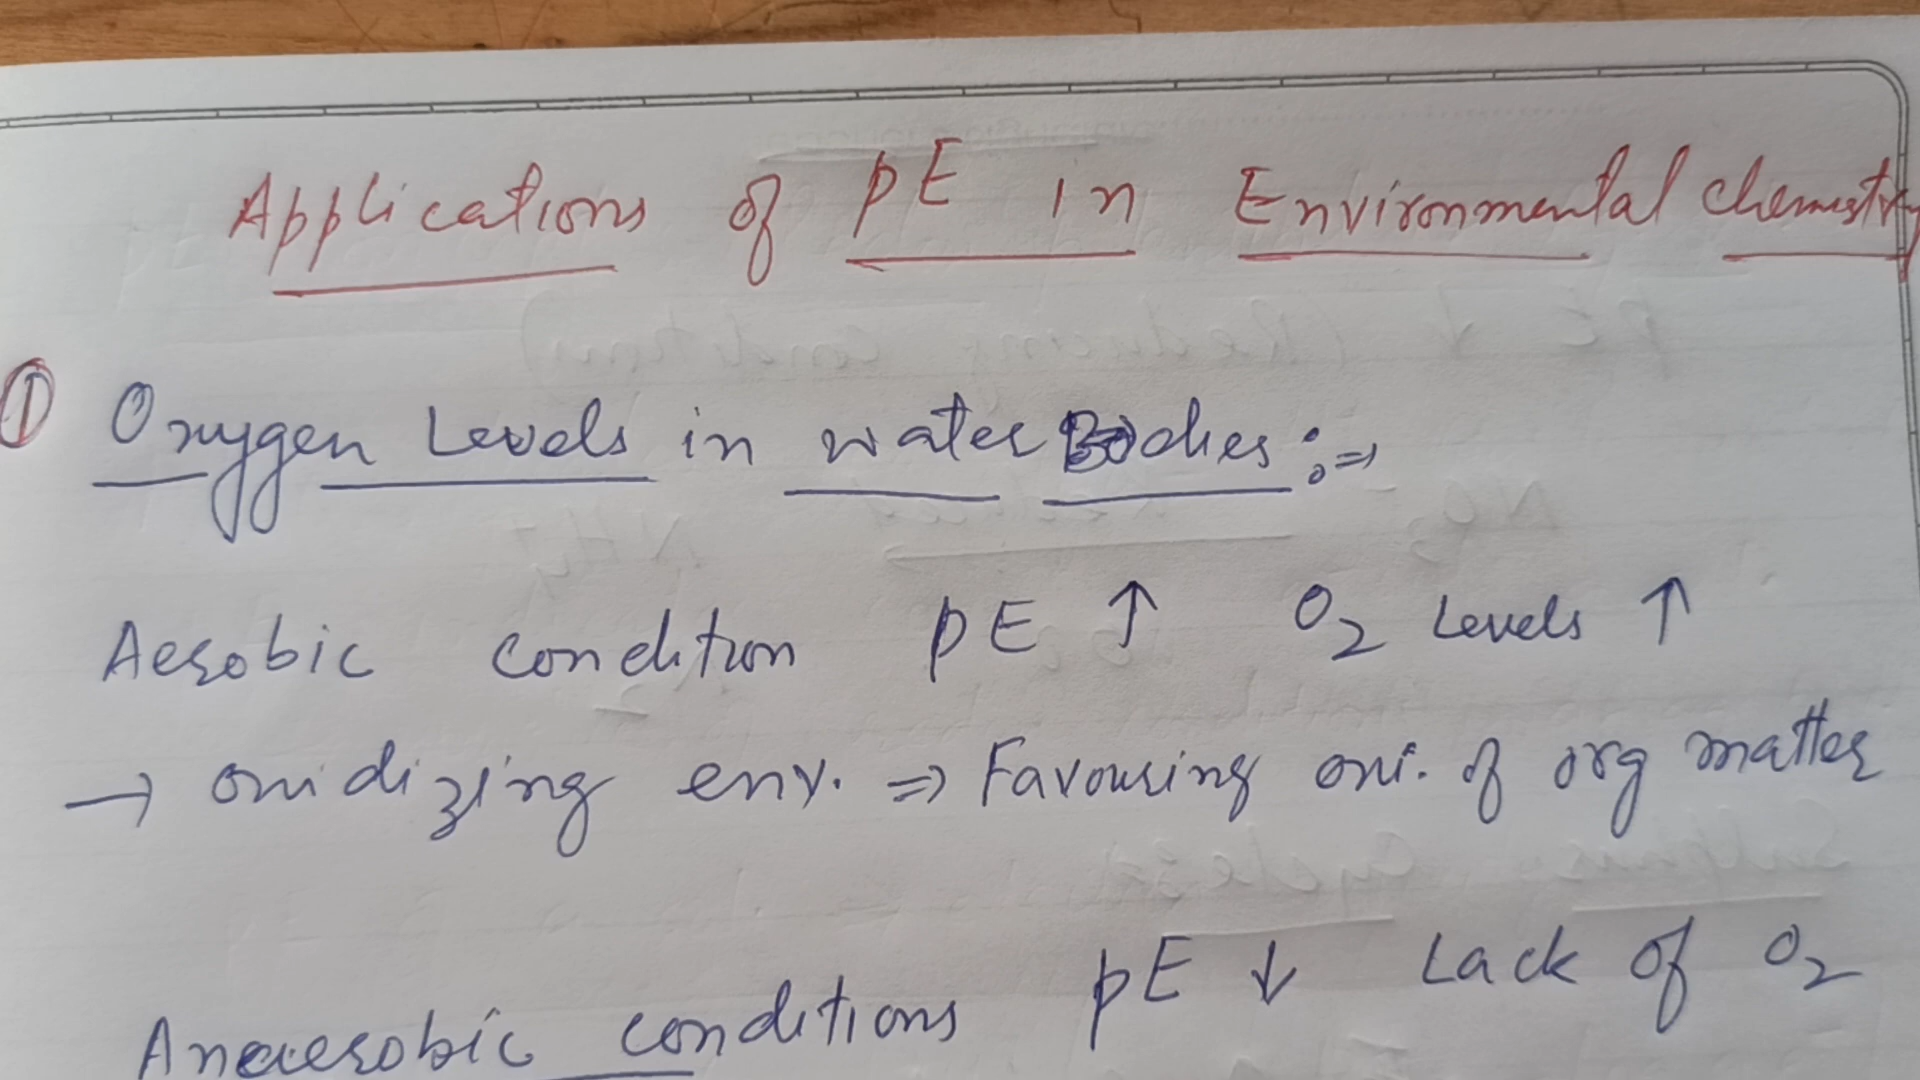 Applications of pE in Environmental chemistry
① Oxygen Levels in water Bodies :⇒
Aerobic condition pE ↑ O₂ Levels ↑
→ oxidizing env. ⇒ Favouring oxi. of org matter
Anaerobic conditions pE ↓ Lack of O₂